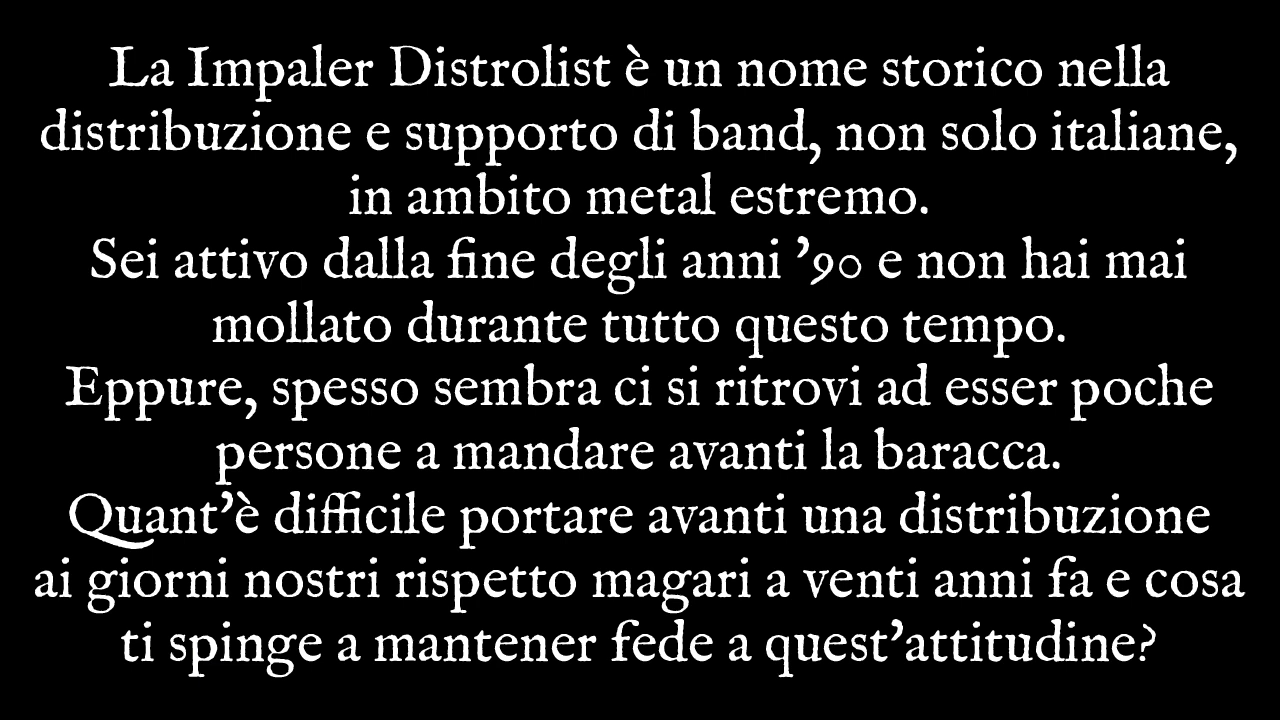 La Impaler Distrolist è un nome storico nella
distribuzione e supporto di band, non solo italiane,
in ambito metal estremo.
Sei attivo dalla fine degli anni ’90 e non hai mai
mollato durante tutto questo tempo.
Eppure, spesso sembra ci si ritrovi ad esser poche
persone a mandare avanti la baracca.
Quant’è difficile portare avanti una distribuzione
ai giorni nostri rispetto magari a venti anni fa e cosa
ti spinge a mantener fede a quest’attitudine?